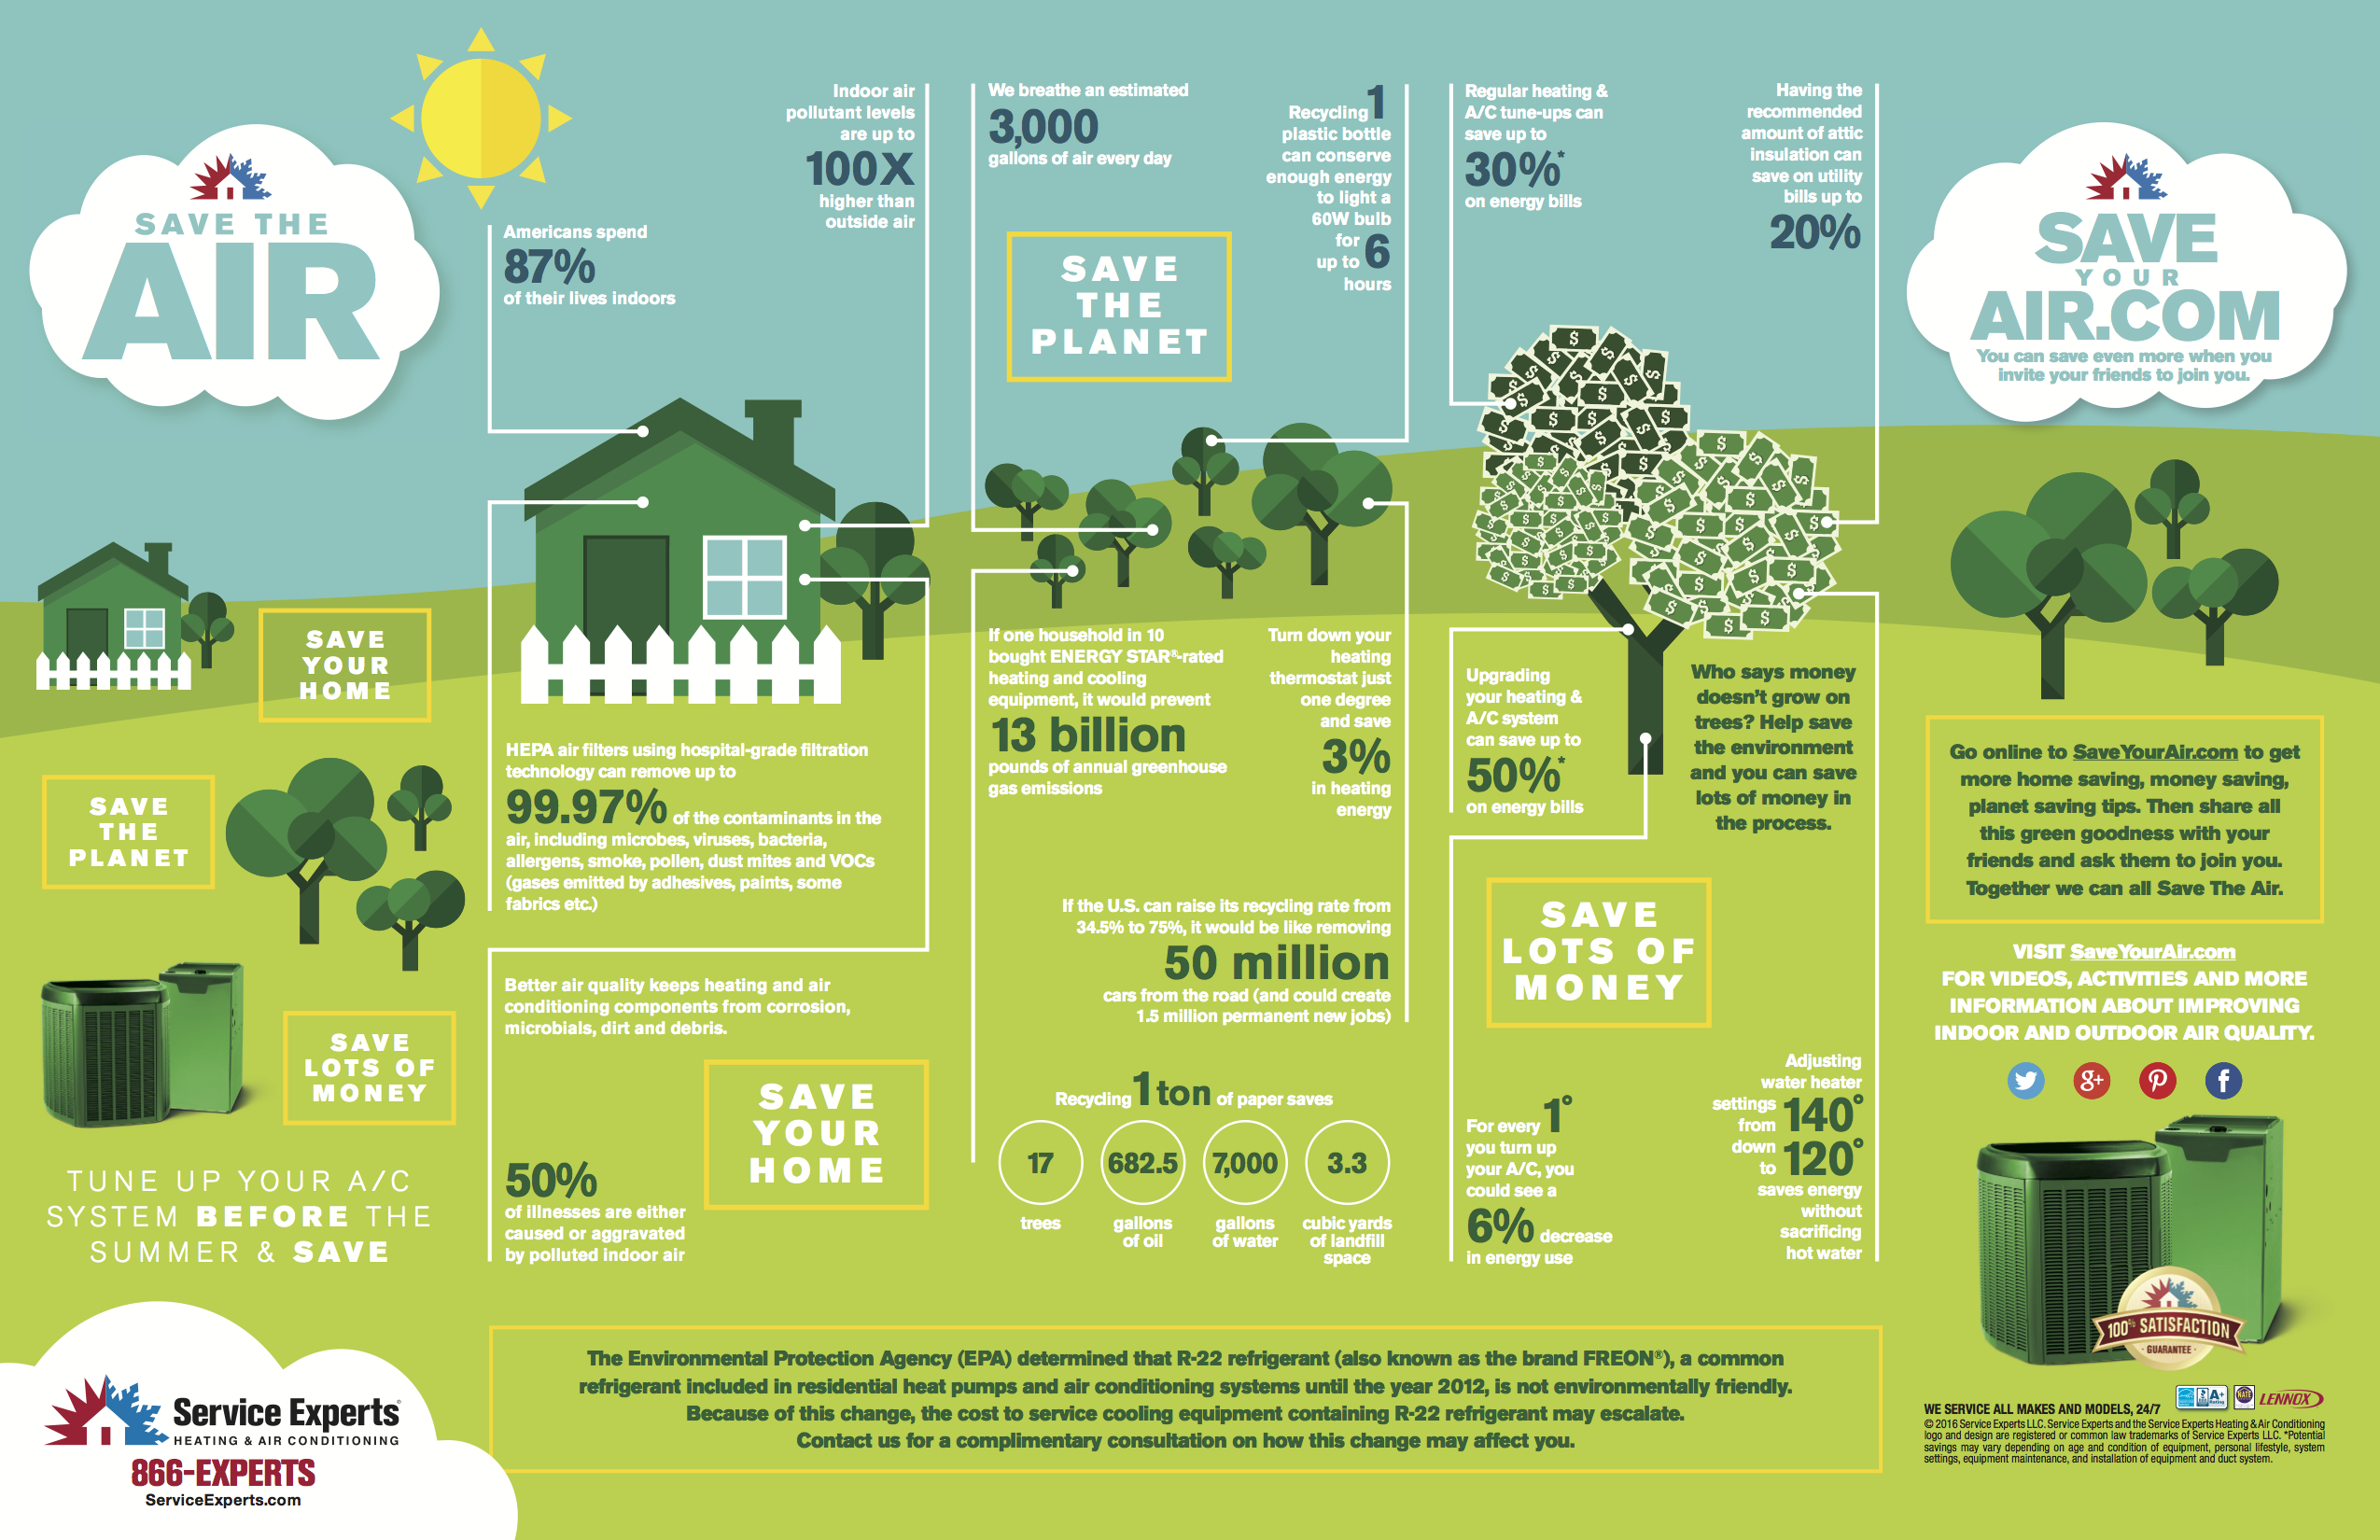 SAVE THE
AIR
SAVE
YOUR
HOME
SAVE
THE
PLANET
SAVE
LOTS OF
MONEY
TUNE UP YOUR A/C
SYSTEM BEFORE THE
SUMMER & SAVE
Service Experts®
HEATING & AIR CONDITIONING
866-EXPERTS
ServiceExperts.com
Americans spend
87%
of their lives indoors
Indoor air
pollutant levels
are up to
100X
higher than
outside air
HEPA air filters using hospital-grade filtration
technology can remove up to
99.97% of the contaminants in the
air, including microbes, viruses, bacteria,
allergens, smoke, pollen, dust mites and VOCs
(gases emitted by adhesives, paints, some
fabrics etc.)
Better air quality keeps heating and air
conditioning components from corrosion,
microbials, dirt and debris.
SAVE
YOUR
HOME
50%
of illnesses are either
caused or aggravated
by polluted indoor air
We breathe an estimated
3,000
gallons of air every day
SAVE
THE
PLANET
Recycling 1
plastic bottle
can conserve
enough energy
to light a
60W bulb
for
up to 6
hours
If one household in 10
bought ENERGY STAR®-rated
heating and cooling
equipment, it would prevent
13 billion
pounds of annual greenhouse
gas emissions
Turn down your
heating
thermostat just
one degree
and save
3%
in heating
energy
If the U.S. can raise its recycling rate from
34.5% to 75%, it would be like removing
50 million
cars from the road (and could create
1.5 million permanent new jobs)
Recycling 1 ton of paper saves
17 682.5 7,000 3.3
trees gallons gallons cubic yards
of oil of water of landfill
space
Regular heating &
A/C tune-ups can
save up to
30%*
on energy bills
Having the
recommended
amount of attic
insulation can
save on utility
bills up to
20%
Upgrading
your heating &
A/C system
can save up to
50%*
on energy bills
Who says money
doesn't grow on
trees? Help save
the environment
and you can save
lots of money in
the process.
SAVE
LOTS OF
MONEY
For every 1°
you turn up
your A/C, you
could see a
6% decrease
in energy use
Adjusting
water heater
settings
from 140°
down
to 120°
saves energy
without
sacrificing
hot water
The Environmental Protection Agency (EPA) determined that R-22 refrigerant (also known as the brand FREON®), a common
refrigerant included in residential heat pumps and air conditioning systems until the year 2012, is not environmentally friendly.
Because of this change, the cost to service cooling equipment containing R-22 refrigerant may escalate.
Contact us for a complimentary consultation on how this change may affect you.
SAVE
YOUR
AIR.COM
You can save even more when you
invite your friends to join you.
Go online to SaveYourAir.com to get
more home saving, money saving,
planet saving tips. Then share all
this green goodness with your
friends and ask them to join you.
Together we can all Save The Air.
VISIT SaveYourAir.com
FOR VIDEOS, ACTIVITIES AND MORE
INFORMATION ABOUT IMPROVING
INDOOR AND OUTDOOR AIR QUALITY.
100% SATISFACTION
GUARANTEE
A+
NATE
LENNOX
WE SERVICE ALL MAKES AND MODELS, 24/7
© 2016 Service Experts LLC. Service Experts and the Service Experts Heating & Air Conditioning
logo and design are registered or common law trademarks of Service Experts LLC. *Potential
savings may vary depending on age and condition of equipment, personal lifestyle, system
settings, equipment maintenance, and installation of equipment and duct system.